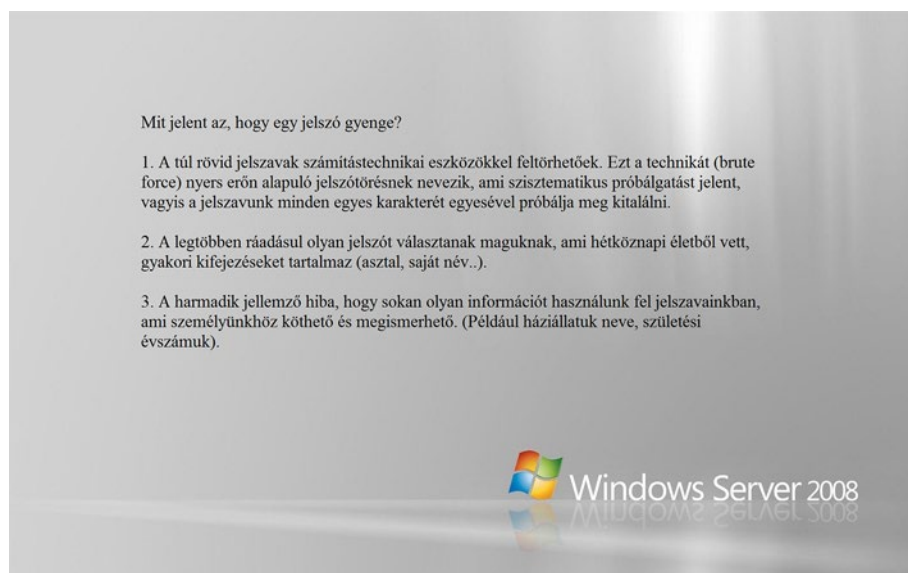 Mit jelent az, hogy egy jelszó gyenge?
1. A túl rövid jelszavak számítástechnikai eszközökkel feltörhetőek. Ezt a technikát (brute
force) nyers erőn alapuló jelszótörésnek nevezik, ami szisztematikus próbálgatást jelent,
vagyis a jelszavunk minden egyes karakterét egyesével próbálja meg kitalálni.
2. A legtöbben ráadásul olyan jelszót választanak maguknak, ami hétköznapi életből vett,
gyakori kifejezéseket tartalmaz (asztal, saját név..).
3. A harmadik jellemző hiba, hogy sokan olyan információt használunk fel jelszavainkban,
ami személyünkhöz köthető és megismerhető. (Például háziállatuk neve, születési
évszámuk).
Windows Server 2008